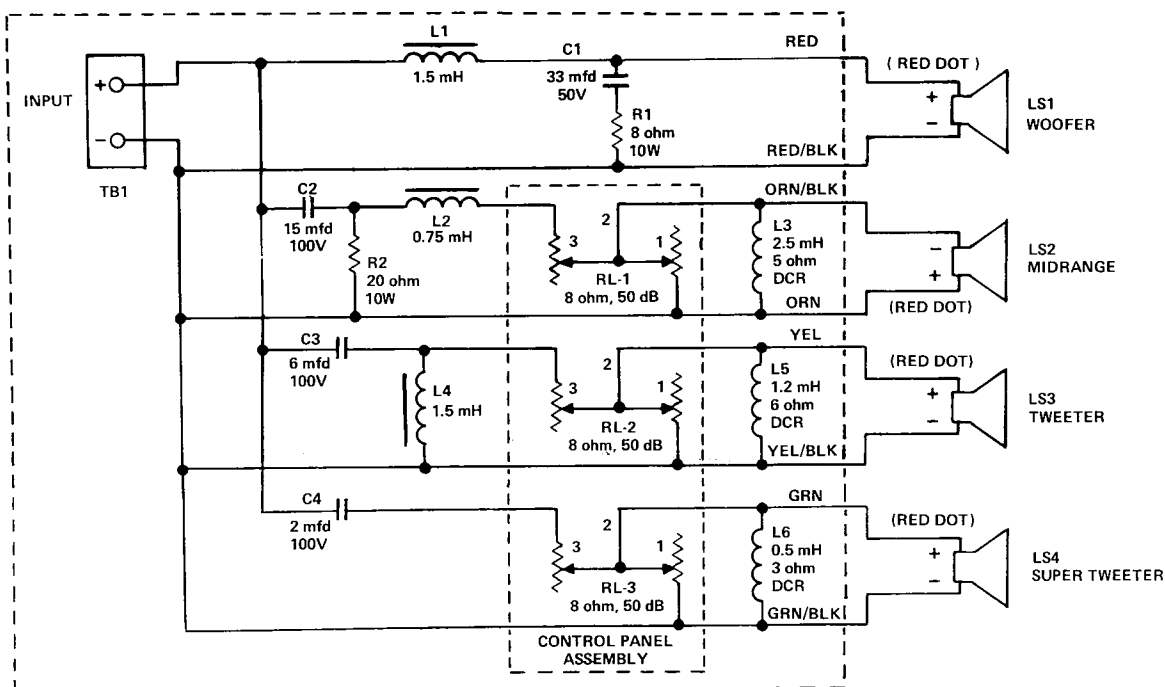 INPUT
+
-
TB1
L1
1.5 mH
C1
33 mfd
50V
R1
8 ohm
10W
RED
RED/BLK
(RED DOT)
+
-
LS1
WOOFER
C2
15 mfd
100V
R2
20 ohm
10W
L2
0.75 mH
3
2
1
RL-1
8 ohm, 50 dB
ORN/BLK
L3
2.5 mH
5 ohm
DCR
ORN
-
+
(RED DOT)
LS2
MIDRANGE
C3
6 mfd
100V
L4
1.5 mH
3
2
1
RL-2
8 ohm, 50 dB
YEL
L5
1.2 mH
6 ohm
DCR
YEL/BLK
(RED DOT)
+
-
LS3
TWEETER
C4
2 mfd
100V
3
2
1
RL-3
8 ohm, 50 dB
GRN
L6
0.5 mH
3 ohm
DCR
GRN/BLK
(RED DOT)
+
-
LS4
SUPER TWEETER
CONTROL PANEL
ASSEMBLY